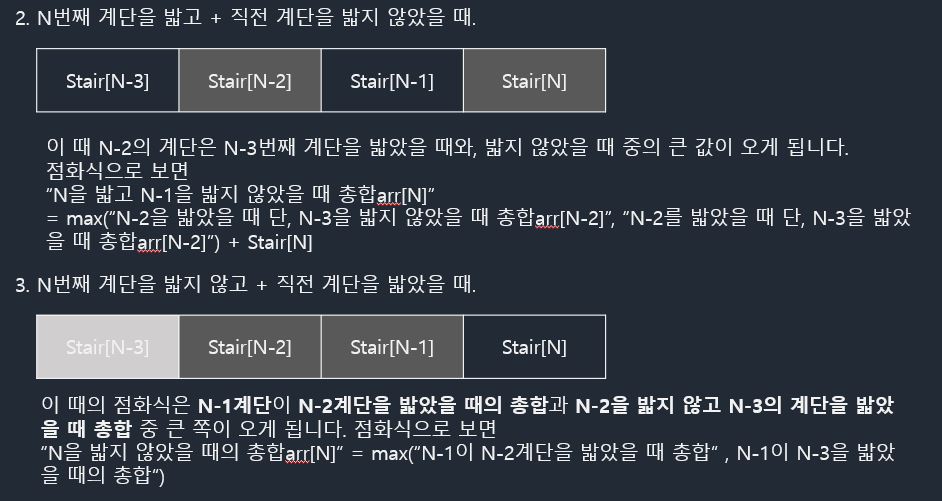 2. N번째 계단을 밟고 + 직전 계단을 밟지 않았을 때.
Stair[N-3] Stair[N-2] Stair[N-1] Stair[N]
이 때 N-2의 계단은 N-3번째 계단을 밟았을 때와, 밟지 않았을 때 중의 큰 값이 오게 됩니다.
점화식으로 보면
”N을 밟고 N-1을 밟지 않았을 때 총합arr[N]”
= max(”N-2을 밟았을 때 단, N-3을 밟지 않았을 때 총합arr[N-2]”, “N-2를 밟았을 때 단, N-3을 밟았
을 때 총합arr[N-2]”) + Stair[N]
3. N번째 계단을 밟지 않고 + 직전 계단을 밟았을 때.
Stair[N-3] Stair[N-2] Stair[N-1] Stair[N]
이 때의 점화식은 N-1계단이 N-2계단을 밟았을 때의 총합과 N-2을 밟지 않고 N-3의 계단을 밟았
을 때 총합 중 큰 쪽이 오게 됩니다. 점화식으로 보면
”N을 밟지 않았을 때의 총합arr[N]” = max(”N-1이 N-2계단을 밟았을 때 총합” , N-1이 N-3을 밟았
을 때의 총합”)